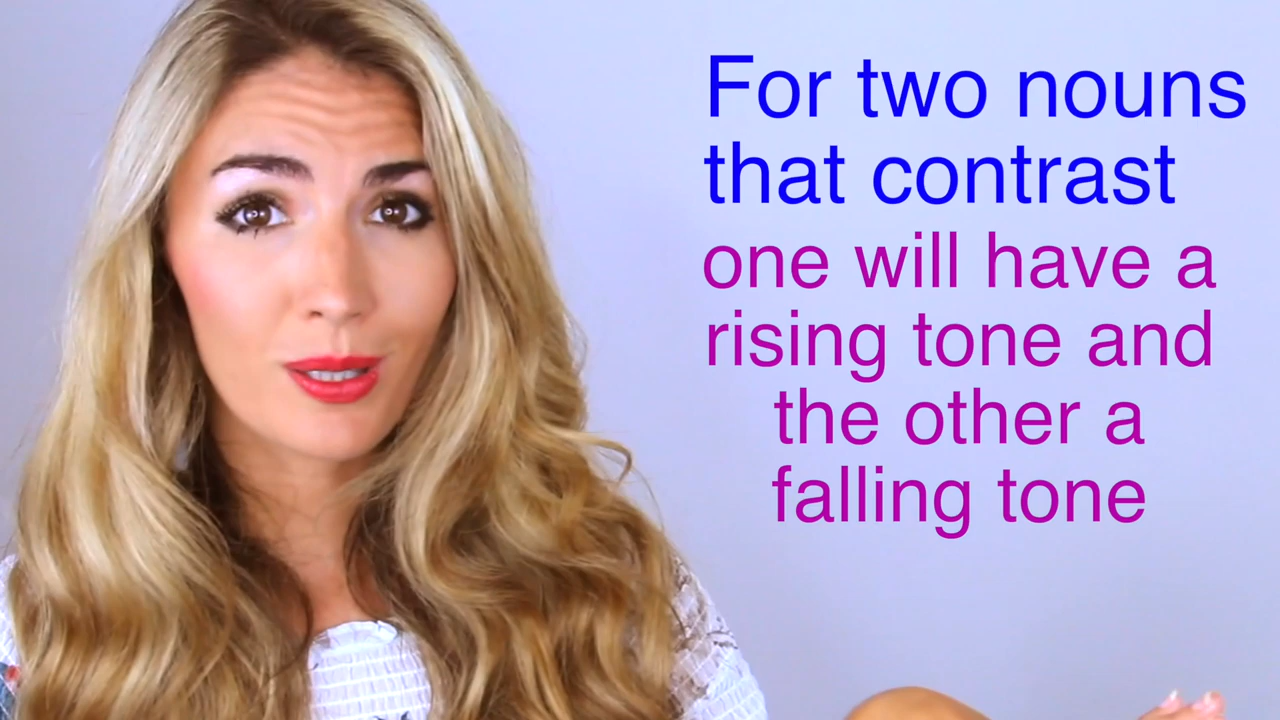 For two nouns
that contrast
one will have a
rising tone and
the other a
falling tone